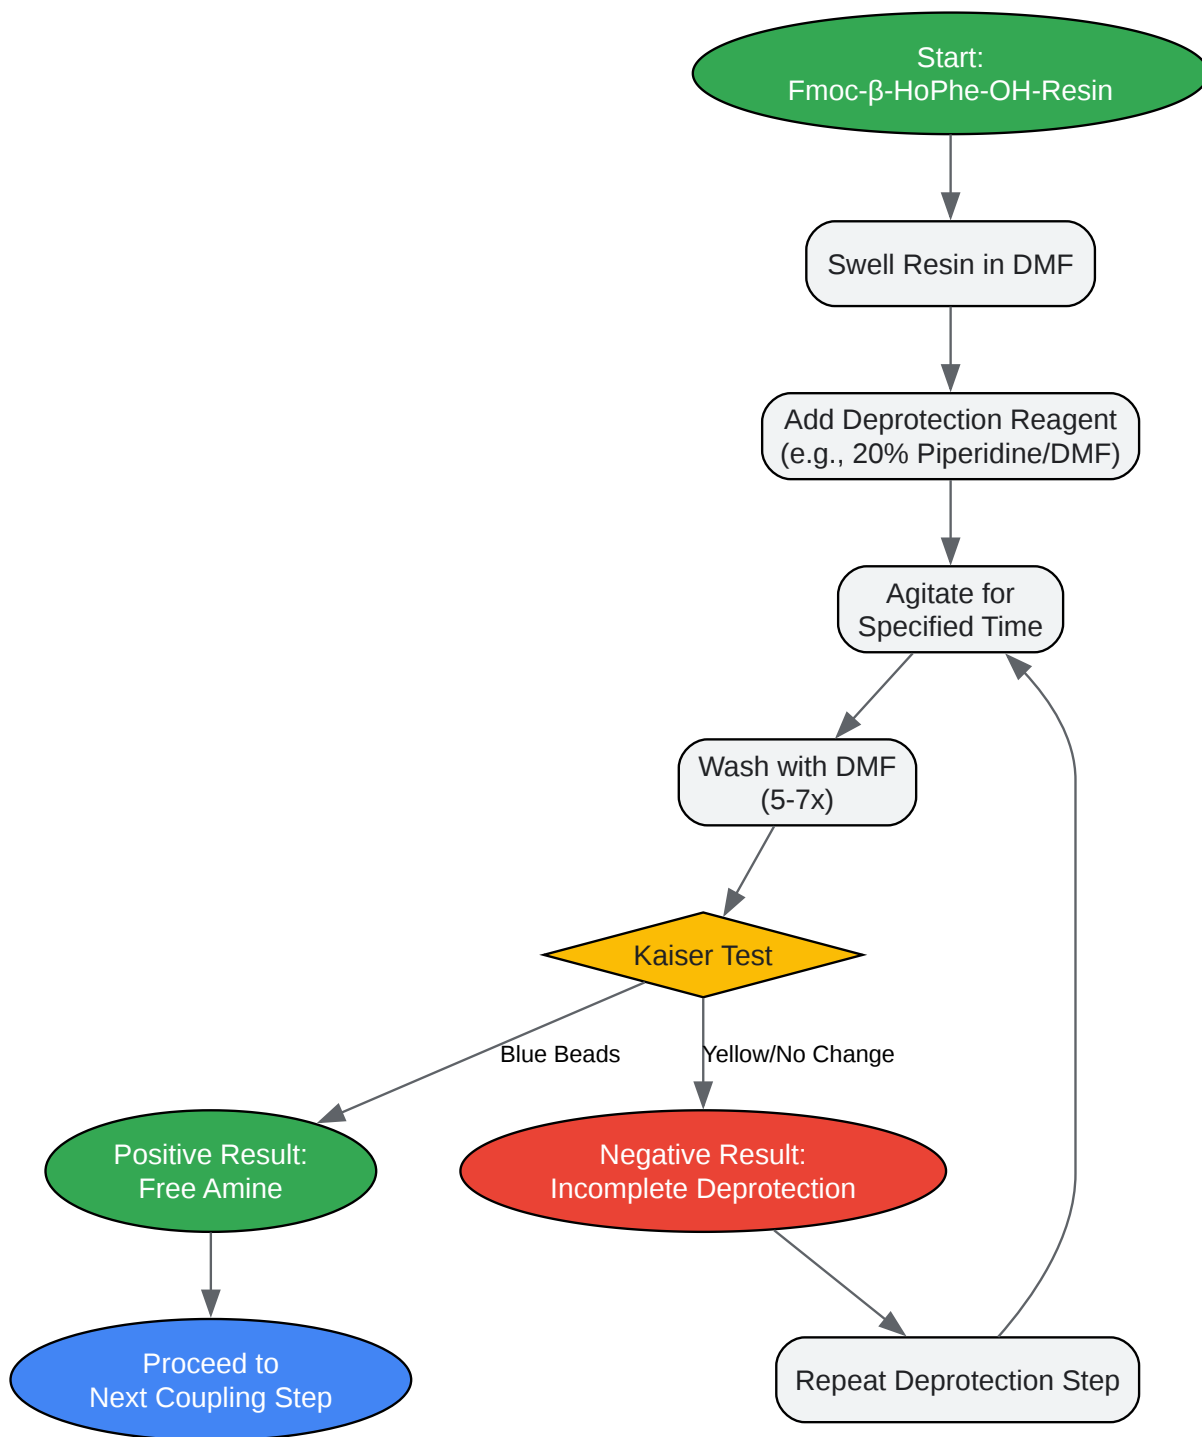 Start:
Fmoc-β-HoPhe-OH-Resin
Swell Resin in DMF
Add Deprotection Reagent
(e.g., 20% Piperidine/DMF)
Agitate for
Specified Time
Wash with DMF
(5-7x)
Kaiser Test
Blue Beads
Yellow/No Change
Positive Result:
Free Amine
Negative Result:
Incomplete Deprotection
Proceed to
Next Coupling Step
Repeat Deprotection Step